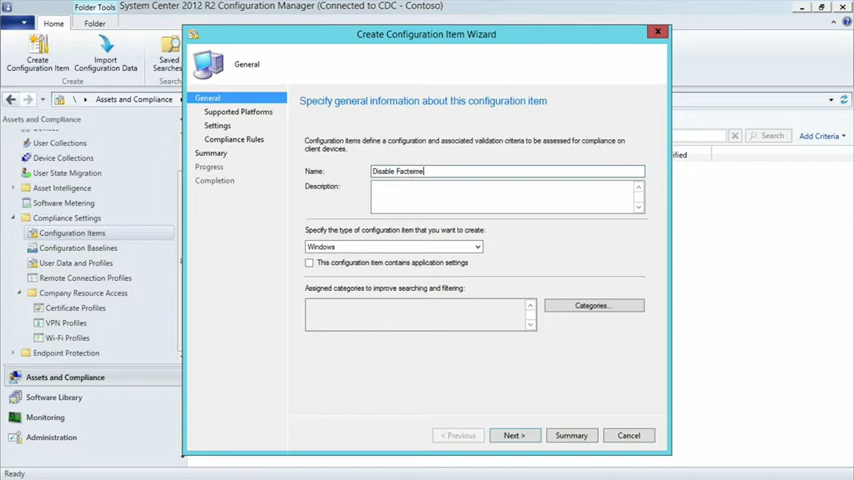 Folder Tools
System Center 2012 R2 Configuration Manager (Connected to CDC - Contoso)
Home
Folder
Create Configuration Item
Import Configuration Data
Saved Searches
Create
Search
\ Assets and Compliance
Create Configuration Item Wizard
General
Assets and Compliance
Devices
User Collections
Device Collections
User State Migration
Asset Intelligence
Software Metering
Compliance Settings
Configuration Items
Configuration Baselines
User Data and Profiles
Remote Connection Profiles
Company Resource Access
Certificate Profiles
VPN Profiles
Wi-Fi Profiles
Endpoint Protection
Assets and Compliance
Software Library
Monitoring
Administration
General
Supported Platforms
Settings
Compliance Rules
Summary
Progress
Completion
Specify general information about this configuration item
Configuration items define a configuration and associated validation criteria to be assessed for compliance on
client devices.
Name:
Disable Facteime
Description:
Specify the type of configuration item that you want to create:
Windows
This configuration item contains application settings
Assigned categories to improve searching and filtering:
Categories...
< Previous
Next >
Summary
Cancel
Search
Add Criteria
Ready